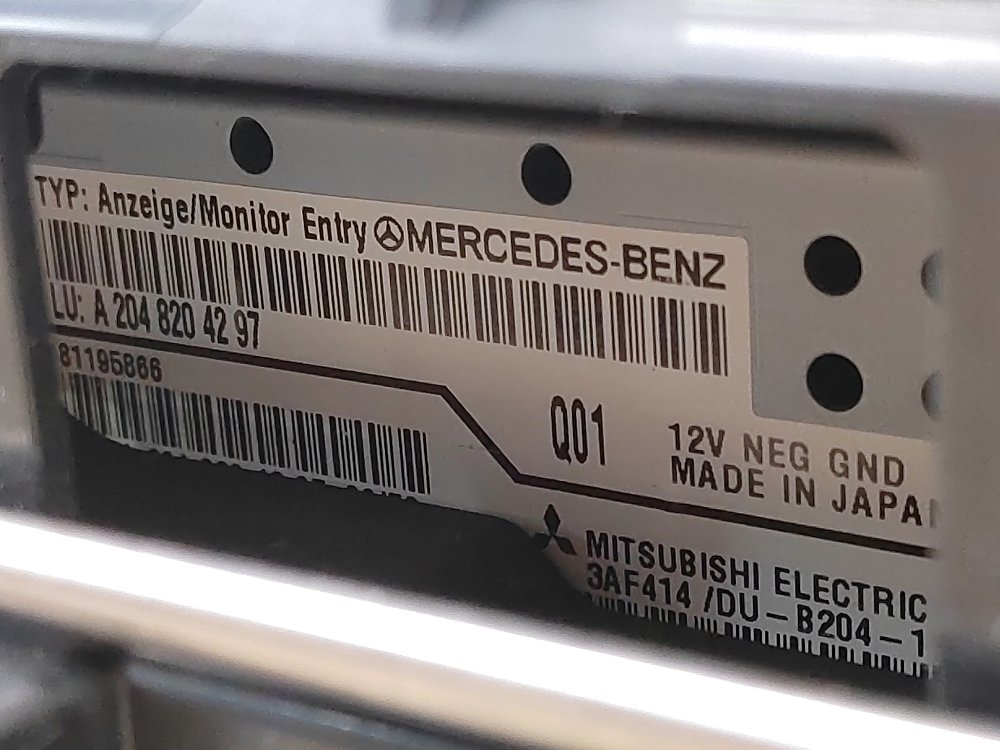 TYP: Anzeige/Monitor Entry MERCEDES-BENZ
LU: A 204 820 42 97
81195866
Q01
12V NEG GND
MADE IN JAPAN
MITSUBISHI ELECTRIC
3AF414 /DU-B204-1